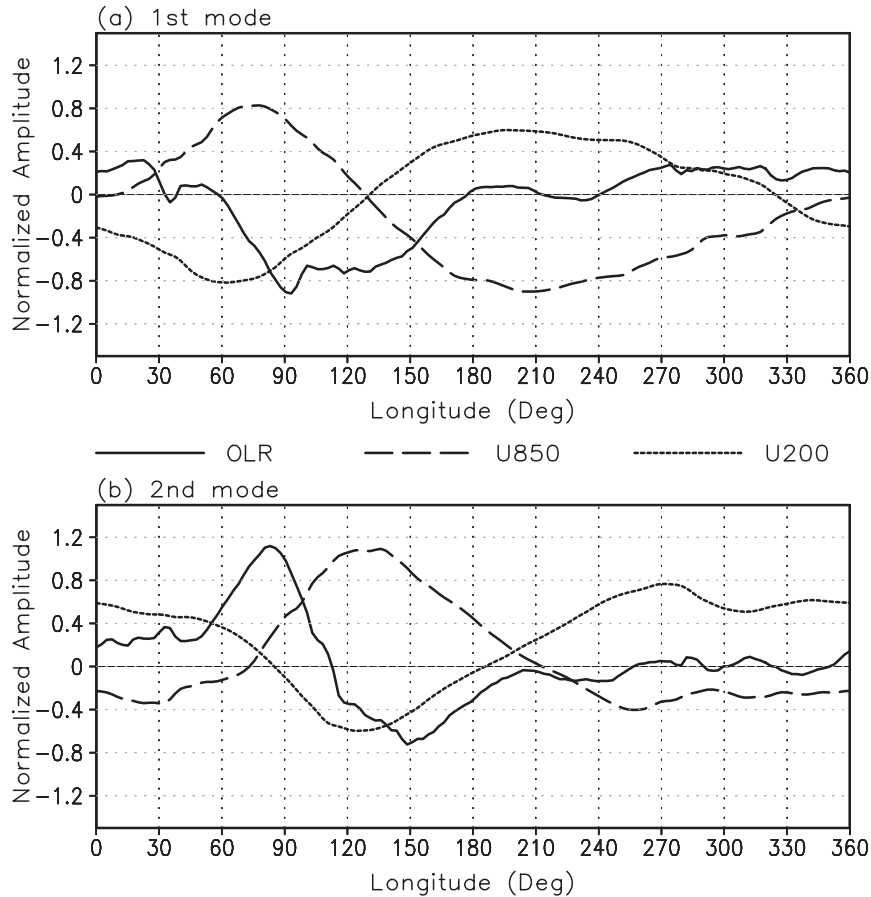 (a) 1st mode
Normalized Amplitude
1.2
0.8
0.4
0
−0.4
−0.8
−1.2
0 30 60 90 120 150 180 210 240 270 300 330 360
Longitude (Deg)
OLR U850 U200
(b) 2nd mode
Normalized Amplitude
1.2
0.8
0.4
0
−0.4
−0.8
−1.2
0 30 60 90 120 150 180 210 240 270 300 330 360
Longitude (Deg)